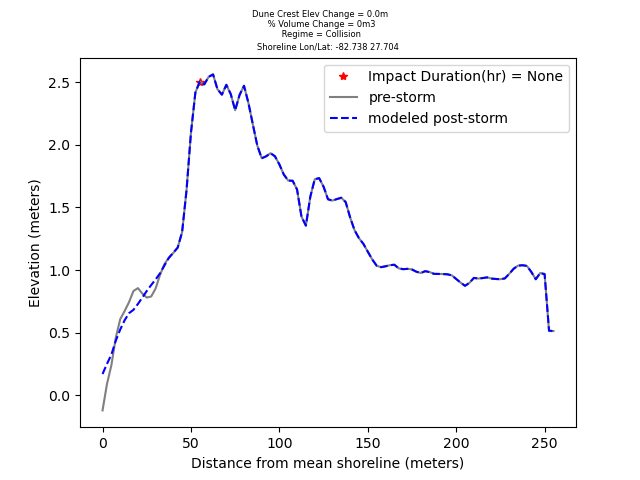 Dune Crest Elev Change = 0.0m
% Volume Change = 0m3
Regime = Collision
Shoreline Lon/Lat: -82.738 27.704
Impact Duration(hr) = None
pre-storm
modeled post-storm
Elevation (meters)
2.5
2.0
1.5
1.0
0.5
0.0
0 50 100 150 200 250
Distance from mean shoreline (meters)